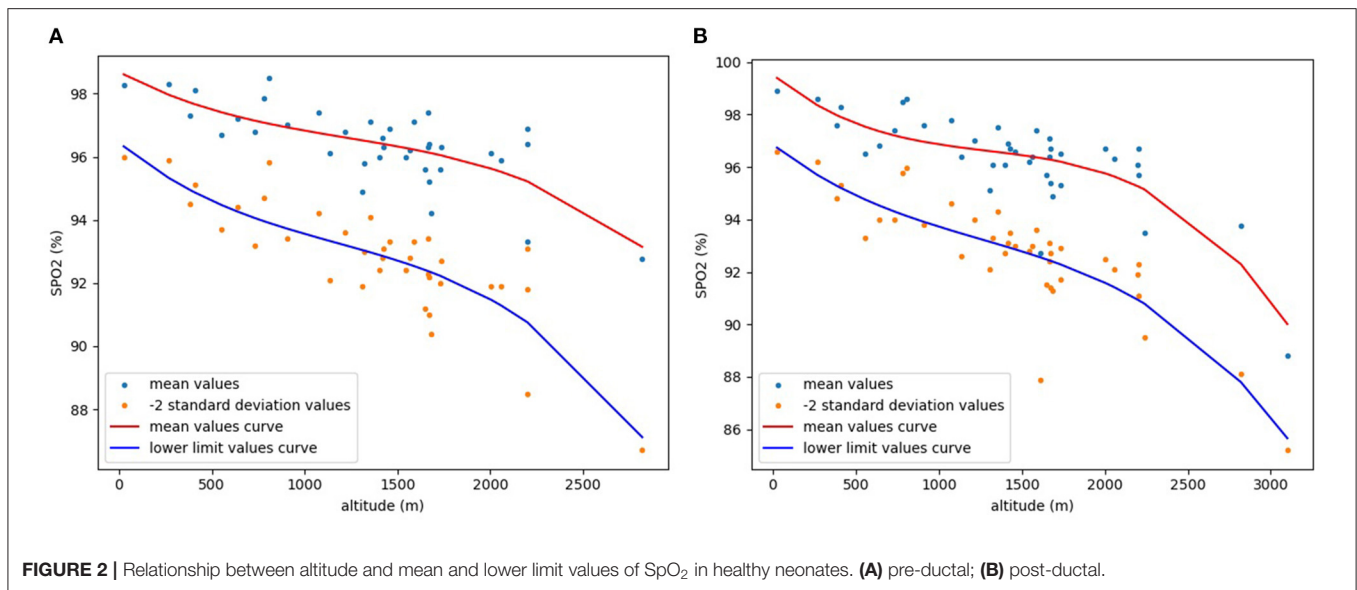 A
98
96
94
92
90
88
SPO2 (%)
mean values
-2 standard deviation values
mean values curve
lower limit values curve
0 500 1000 1500 2000 2500
altitude (m)
B
100
98
96
94
92
90
88
86
SPO2 (%)
mean values
-2 standard deviation values
mean values curve
lower limit values curve
0 500 1000 1500 2000 2500 3000
altitude (m)
FIGURE 2 | Relationship between altitude and mean and lower limit values of SpO₂ in healthy neonates. (A) pre-ductal; (B) post-ductal.